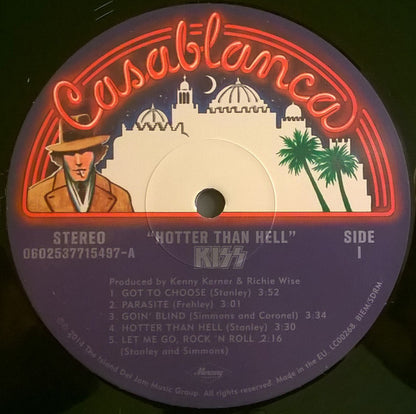 Casablanca
STEREO "HOTTER THAN HELL" SIDE
0602537715497-A KISS 1
Produced by Kenny Kerner & Richie Wise
1. GOT TO CHOOSE (Stanley) 3:52
2. PARASITE (Frehley) 3:01
3. GOIN' BLIND (Simmons and Coronel) 3:34
4. HOTTER THAN HELL (Stanley) 3:30
5. LET ME GO, ROCK 'N ROLL 2:16
(Stanley and Simmons)
Mercury
℗ © 2014 The Island Def Jam Music Group. All rights reserved. Made in the EU. LC00268 BIEM/SDRM